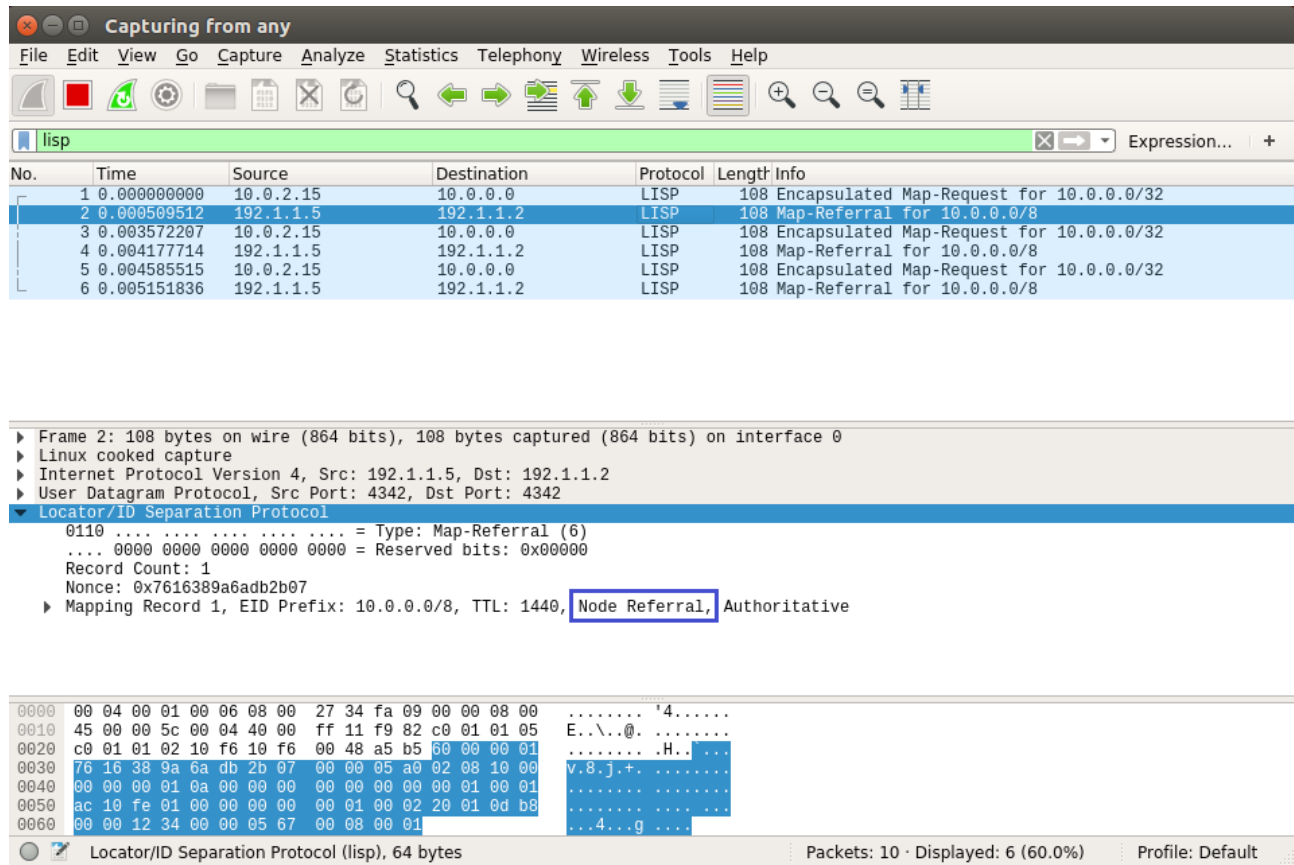 Capturing from any
File Edit View Go Capture Analyze Statistics Telephony Wireless Tools Help
lisp Expression... +
No. Time Source Destination Protocol Length Info
1 0.000000000 10.0.2.15 10.0.0.0 LISP 108 Encapsulated Map-Request for 10.0.0.0/32
2 0.000509512 192.1.1.5 192.1.1.2 LISP 108 Map-Referral for 10.0.0.0/8
3 0.003572207 10.0.2.15 10.0.0.0 LISP 108 Encapsulated Map-Request for 10.0.0.0/32
4 0.004177714 192.1.1.5 192.1.1.2 LISP 108 Map-Referral for 10.0.0.0/8
5 0.004585515 10.0.2.15 10.0.0.0 LISP 108 Encapsulated Map-Request for 10.0.0.0/32
6 0.005151836 192.1.1.5 192.1.1.2 LISP 108 Map-Referral for 10.0.0.0/8
Frame 2: 108 bytes on wire (864 bits), 108 bytes captured (864 bits) on interface 0
Linux cooked capture
Internet Protocol Version 4, Src: 192.1.1.5, Dst: 192.1.1.2
User Datagram Protocol, Src Port: 4342, Dst Port: 4342
Locator/ID Separation Protocol
0110 .... .... .... .... .... = Type: Map-Referral (6)
.... 0000 0000 0000 0000 0000 = Reserved bits: 0x00000
Record Count: 1
Nonce: 0x7616389a6adb2b07
Mapping Record 1, EID Prefix: 10.0.0.0/8, TTL: 1440, Node Referral, Authoritative
0000 00 04 00 01 00 06 08 00 27 34 fa 09 00 00 08 00 ........ '4......
0010 45 00 00 5c 00 04 40 00 ff 11 f9 82 c0 01 01 05 E..\..@. ........
0020 c0 01 01 02 10 f6 10 f6 00 48 a5 b5 60 00 00 01 ........ .H..`...
0030 76 16 38 9a 6a db 2b 07 00 00 05 a0 02 08 10 00 v.8.j.+. ........
0040 00 00 00 01 0a 00 00 00 00 00 00 00 00 01 00 01 ........ ........
0050 ac 10 fe 01 00 00 00 00 00 01 00 02 20 01 0d b8 ........ .... ...
0060 00 00 12 34 00 00 05 67 00 08 00 01 ...4...g ....
Locator/ID Separation Protocol (lisp), 64 bytes Packets: 10 · Displayed: 6 (60.0%) Profile: Default